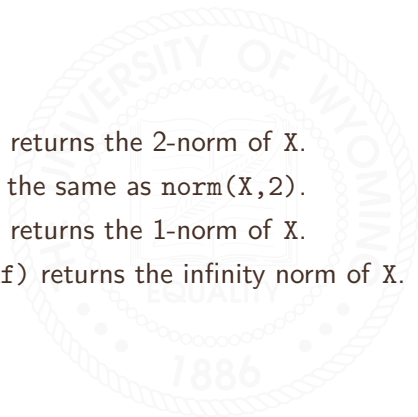 THE UNIVERSITY OF WYOMING
returns the 2-norm of X.
the same as norm(X,2).
returns the 1-norm of X.
f) returns the infinity norm of X.
EQUALITY
1886